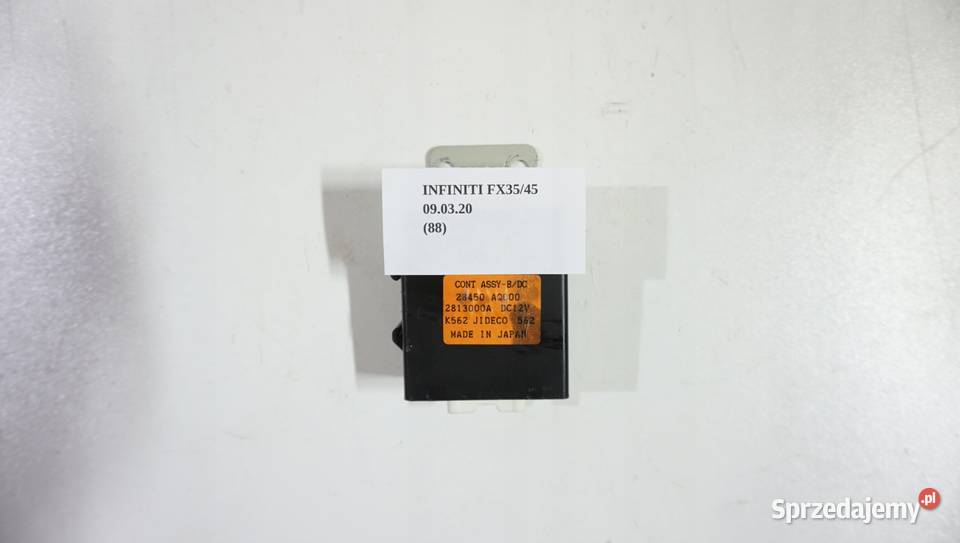 INFINITI FX35/45
09.03.20
(88)
CONT ASSY-B/DC
28450 AQ000
2813000A DC12V
K562 JIDECO 562
MADE IN JAPAN
Sprzedajemy.pl